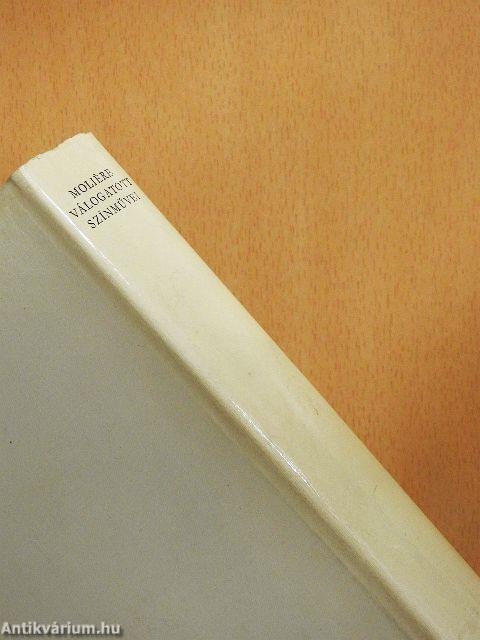 MOLIÈRE
VÁLOGATOTT
SZÍNMŰVEI
Antikvárium.hu